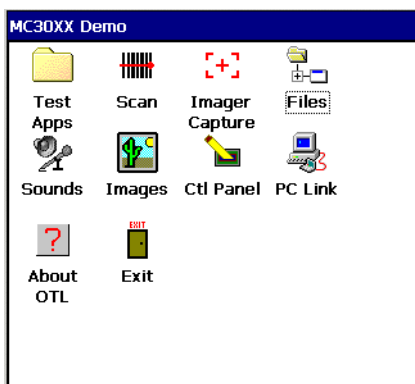 MC30XX Demo
Test Apps
Scan
Imager Capture
Files
Sounds
Images
Ctl Panel
PC Link
?
About OTL
EXIT
Exit